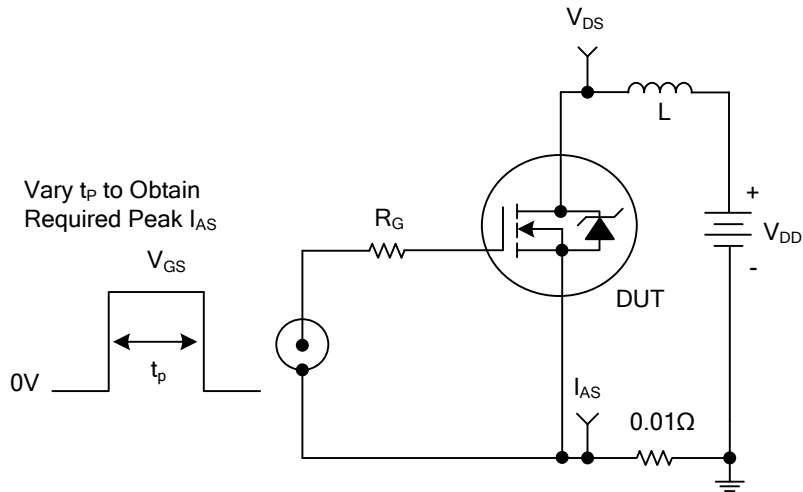 V_DS
L
Vary t_P to Obtain
Required Peak I_AS
R_G
+
V_DD
-
V_GS
DUT
0V
t_p
I_AS
0.01Ω